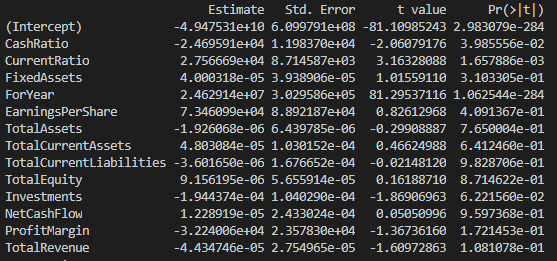 Estimate Std. Error t value Pr(>|t|)
(Intercept) -4.947531e+10 6.099791e+08 -81.10985243 2.983079e-284
CashRatio -2.469591e+04 1.198370e+04 -2.06079176 3.985556e-02
CurrentRatio 2.756669e+04 8.714587e+03 3.16328088 1.657886e-03
FixedAssets 4.000318e-05 3.938906e-05 1.01559110 3.103305e-01
ForYear 2.462914e+07 3.029586e+05 81.29537116 1.062544e-284
EarningsPerShare 7.346099e+04 8.892187e+04 0.82612968 4.091367e-01
TotalAssets -1.926068e-06 6.439785e-06 -0.29908887 7.650004e-01
TotalCurrentAssets 4.803084e-05 1.030152e-04 0.46624988 6.412460e-01
TotalCurrentLiabilities -3.601650e-06 1.676652e-04 -0.02148120 9.828706e-01
TotalEquity 9.156195e-06 5.655914e-05 0.16188710 8.714622e-01
Investments -1.944374e-04 1.040290e-04 -1.86906963 6.221560e-02
NetCashFlow 1.228919e-05 2.433024e-04 0.05050996 9.597368e-01
ProfitMargin -3.224006e+04 2.357830e+04 -1.36736160 1.721453e-01
TotalRevenue -4.434746e-05 2.754965e-05 -1.60972863 1.081078e-01